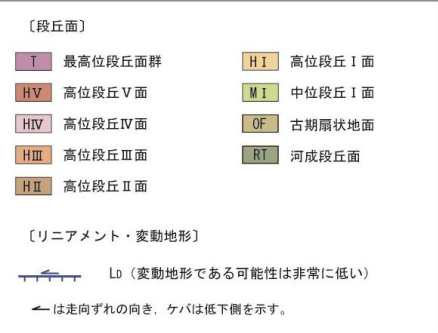 〔段丘面〕
T 最高位段丘面群
HⅤ 高位段丘Ⅴ面
HⅣ 高位段丘Ⅳ面
HⅢ 高位段丘Ⅲ面
HⅡ 高位段丘Ⅱ面
HⅠ 高位段丘Ⅰ面
MⅠ 中位段丘Ⅰ面
OF 古期扇状地面
RT 河成段丘面
〔リニアメント・変動地形〕
LD（変動地形である可能性は非常に低い）
は走向ずれの向き，ケバは低下側を示す。